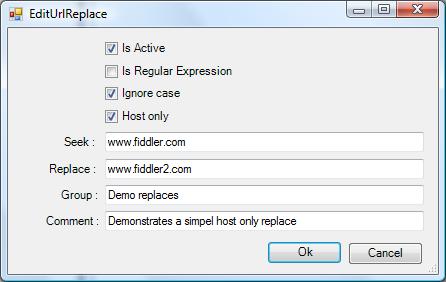 EditUrlReplace
Is Active
Is Regular Expression
Ignore case
Host only
Seek : www.fiddler.com
Replace : www.fiddler2.com
Group : Demo replaces
Comment : Demonstrates a simpel host only replace
Ok Cancel